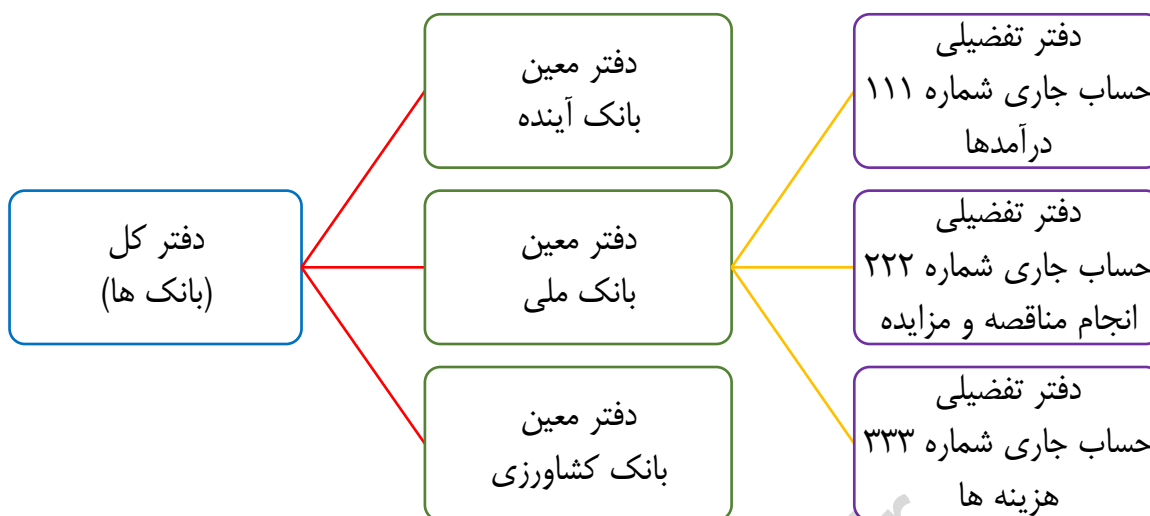 دفتر کل
(بانک ها)
دفتر معین
بانک آینده
دفتر معین
بانک ملی
دفتر معین
بانک کشاورزی
دفتر تفضیلی
حساب جاری شماره ۱۱۱
درآمدها
دفتر تفضیلی
حساب جاری شماره ۲۲۲
انجام مناقصه و مزایده
دفتر تفضیلی
حساب جاری شماره ۳۳۳
هزینه ها